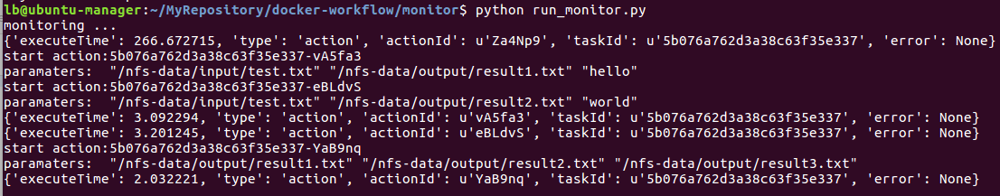 lb@ubuntu-manager:~/MyRepository/docker-workflow/monitor$ python run_monitor.py
monitoring ...
{'executeTime': 266.672715, 'type': 'action', 'actionId': u'Za4Np9', 'taskId': u'5b076a762d3a38c63f35e337', 'error': None}
start action:5b076a762d3a38c63f35e337-vA5fa3
paramaters:  "/nfs-data/input/test.txt" "/nfs-data/output/result1.txt" "hello"
start action:5b076a762d3a38c63f35e337-eBLdvS
paramaters:  "/nfs-data/input/test.txt" "/nfs-data/output/result2.txt" "world"
{'executeTime': 3.092294, 'type': 'action', 'actionId': u'vA5fa3', 'taskId': u'5b076a762d3a38c63f35e337', 'error': None}
{'executeTime': 3.201245, 'type': 'action', 'actionId': u'eBLdvS', 'taskId': u'5b076a762d3a38c63f35e337', 'error': None}
start action:5b076a762d3a38c63f35e337-YaB9nq
paramaters:  "/nfs-data/output/result1.txt" "/nfs-data/output/result2.txt" "/nfs-data/output/result3.txt"
{'executeTime': 2.032221, 'type': 'action', 'actionId': u'YaB9nq', 'taskId': u'5b076a762d3a38c63f35e337', 'error': None}